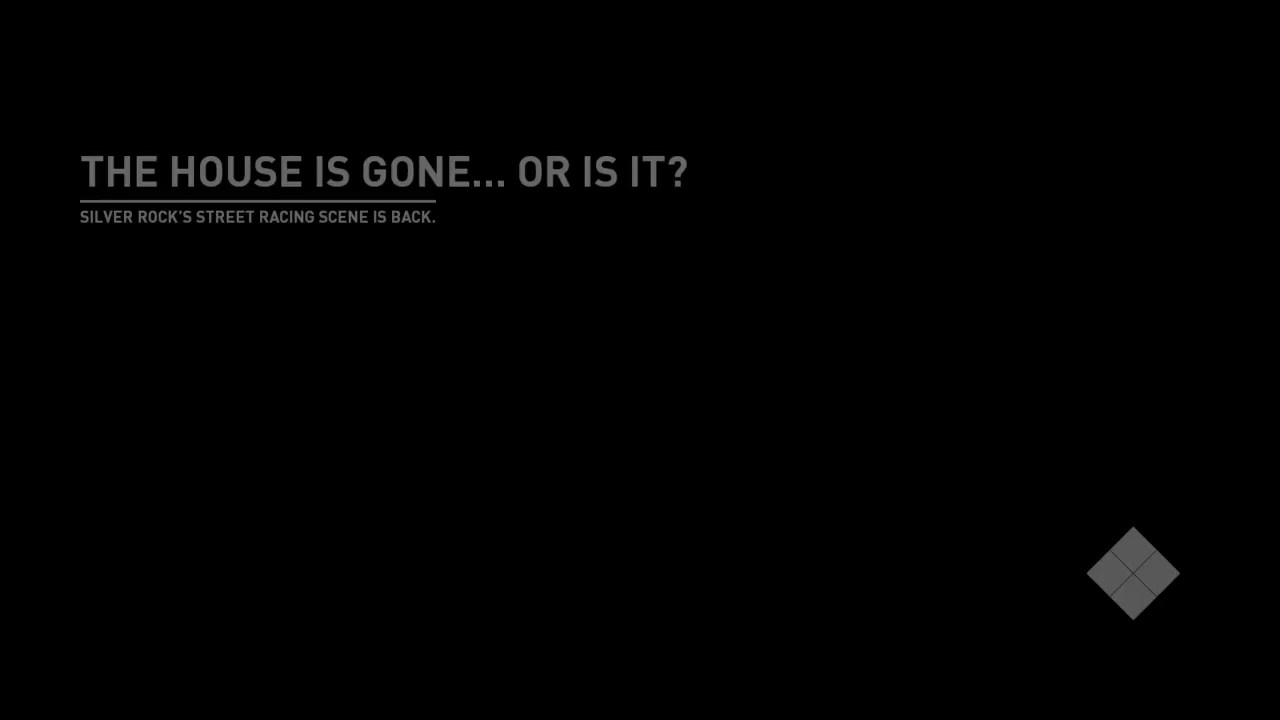 THE HOUSE IS GONE... OR IS IT?
SILVER ROCK'S STREET RACING SCENE IS BACK.